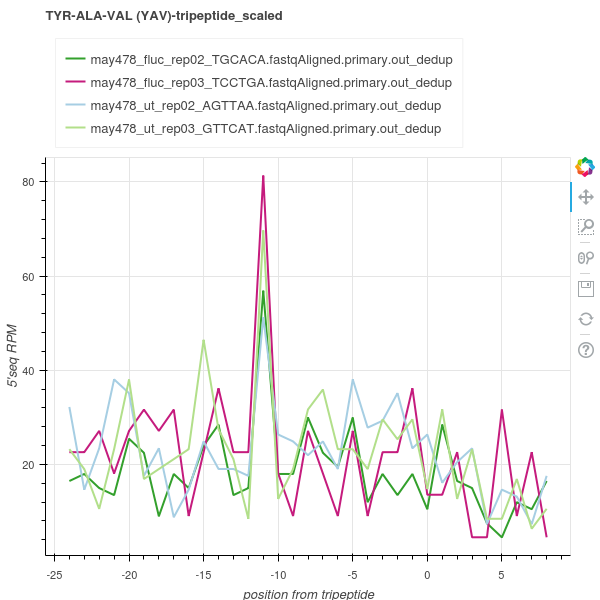 TYR-ALA-VAL (YAV)-tripeptide_scaled
may478_fluc_rep02_TGCACA.fastqAligned.primary.out_dedup
may478_fluc_rep03_TCCTGA.fastqAligned.primary.out_dedup
may478_ut_rep02_AGTTAA.fastqAligned.primary.out_dedup
may478_ut_rep03_GTTCAT.fastqAligned.primary.out_dedup
80
60
40
20
5'seq RPM
-25 -20 -15 -10 -5 0 5
position from tripeptide